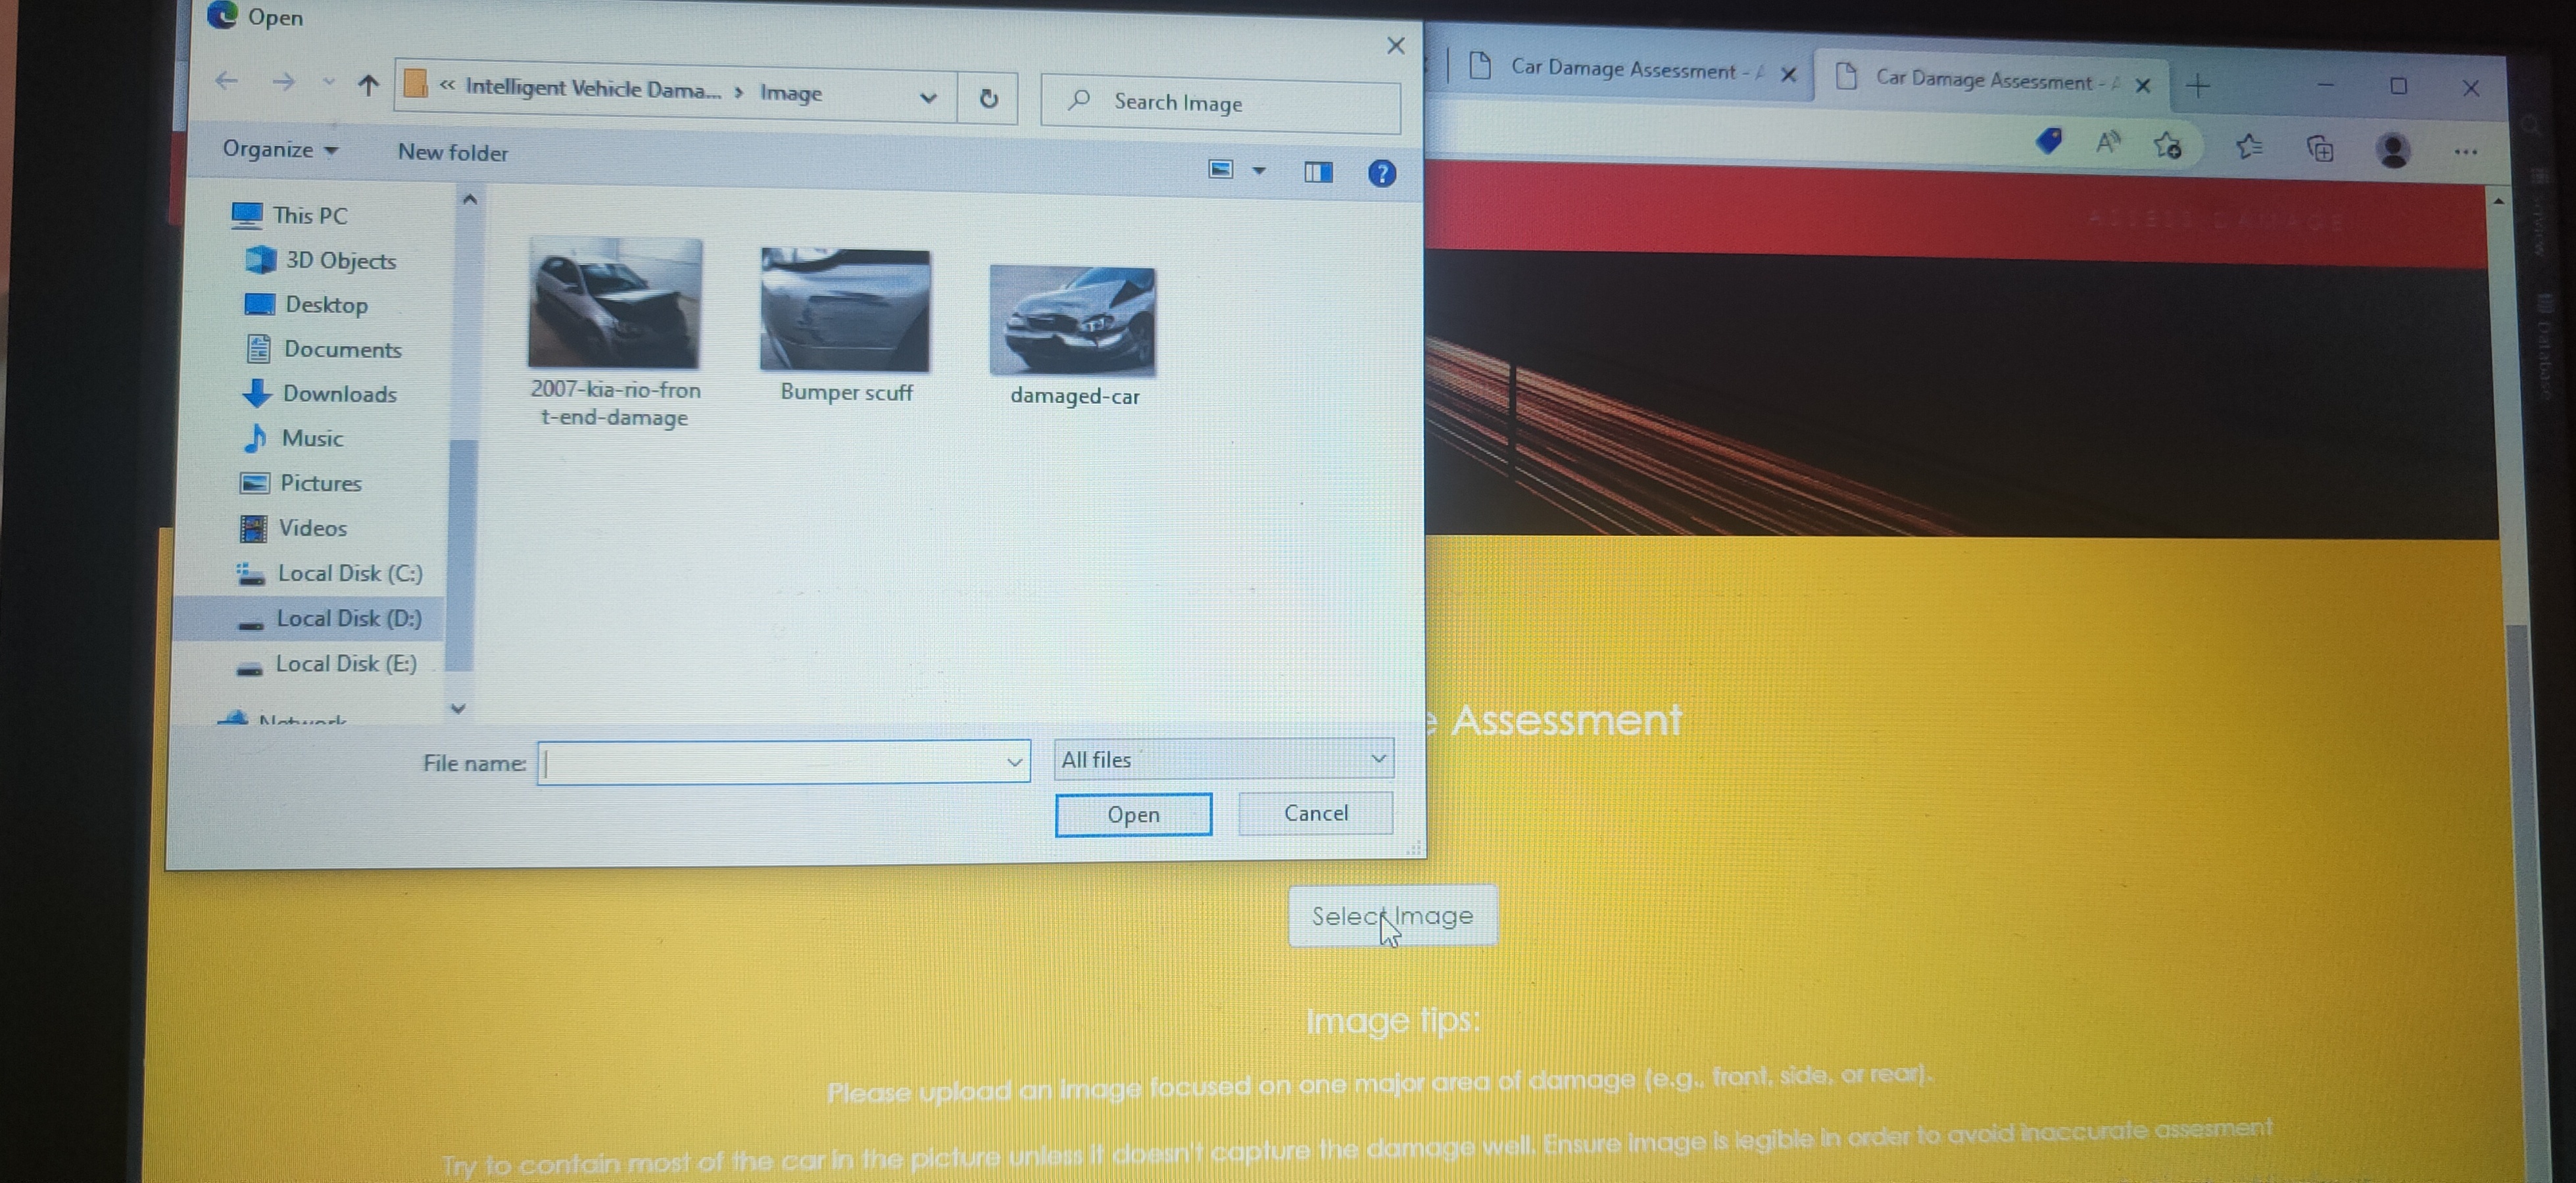 Open
Car Damage Assessment - A
Car Damage Assessment - A
« Intelligent Vehicle Dama... › Image
Search Image
Organize
New folder
ASSESS DAMAGE
This PC
3D Objects
Desktop
Documents
Downloads
Music
Pictures
Videos
Local Disk (C:)
Local Disk (D:)
Local Disk (E:)
Network
2007-kia-rio-fron
t-end-damage
Bumper scuff
damaged-car
e Assessment
File name:
All files
Open
Cancel
Select Image
Image tips:
Please upload an image focused on one major area of damage (e.g., front, side, or rear).
Try to contain most of the car in the picture unless it doesn't capture the damage well. Ensure image is legible in order to avoid inaccurate assesment
Database